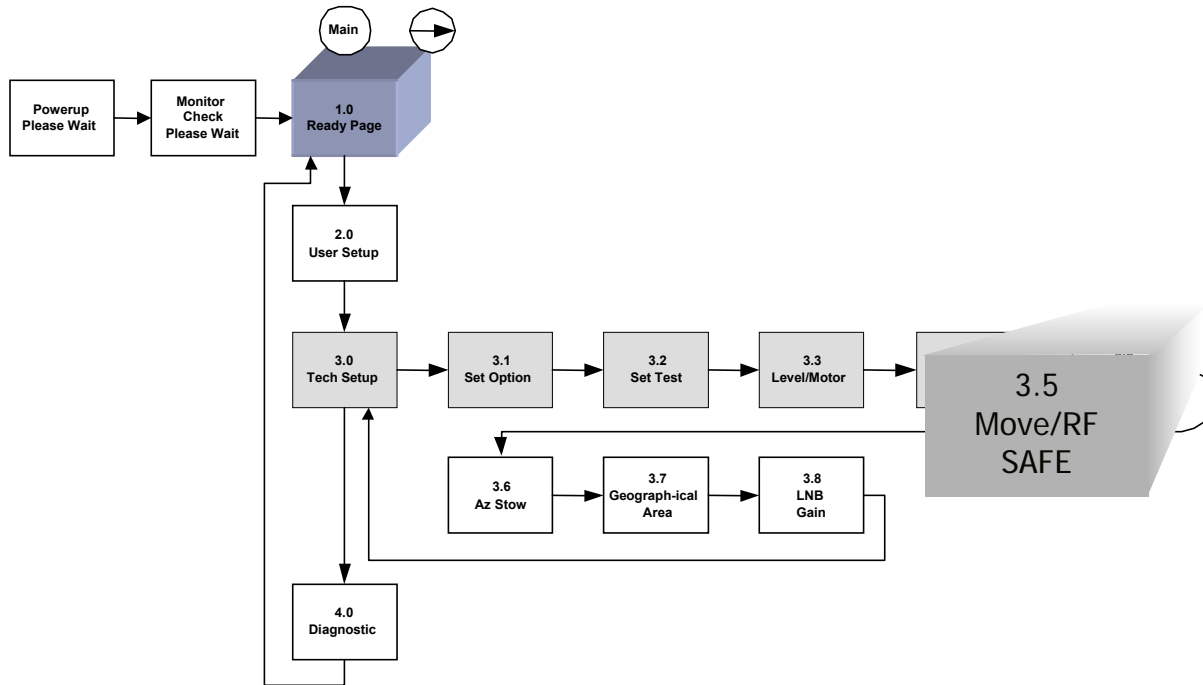 Main
Powerup
Please Wait
Monitor
Check
Please Wait
1.0
Ready Page
2.0
User Setup
3.0
Tech Setup
3.1
Set Option
3.2
Set Test
3.3
Level/Motor
3.5
Move/RF
SAFE
3.6
Az Stow
3.7
Geograph-ical
Area
3.8
LNB
Gain
4.0
Diagnostic